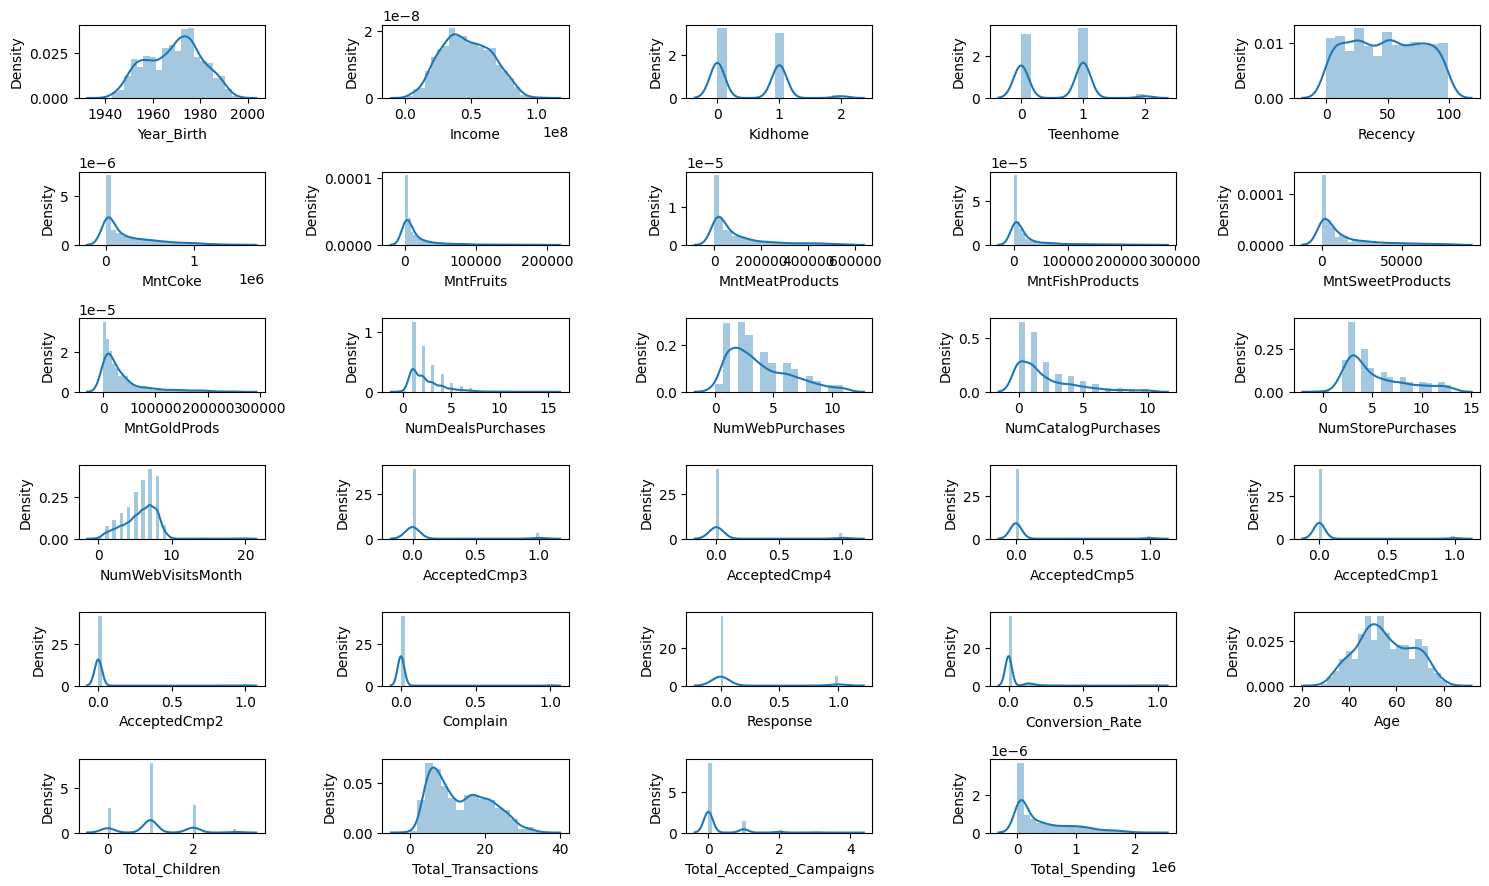 1e−8
Density 0.025 0.000 Density 2 0 Density 2 0 Density 2 0 Density 0.01 0.00
1940 1960 1980 2000 0.0 0.5 1.0 0 1 2 0 1 2 0 50 100
Year_Birth Income 1e8 Kidhome Teenhome Recency
1e−6 1e−5 1e−5
Density 5 0 Density 0.0001 0.0000 Density 1 0 Density 5 0 Density 0.0001 0.0000
0 1 0 100000 200000 0 200000 400000 600000 0 100000 200000 300000 0 50000
MntCoke 1e6 MntFruits MntMeatProducts MntFishProducts MntSweetProducts
1e−5
Density 2 0 Density 1 0 Density 0.2 0.0 Density 0.5 0.0 Density 0.25 0.00
0 100000 200000 300000 0 5 10 15 0 5 10 0 5 10 0 5 10 15
MntGoldProds NumDealsPurchases NumWebPurchases NumCatalogPurchases NumStorePurchases
Density 0.25 0.00 Density 25 0 Density 25 0 Density 25 0 Density 25 0
0 10 20 0.0 0.5 1.0 0.0 0.5 1.0 0.0 0.5 1.0 0.0 0.5 1.0
NumWebVisitsMonth AcceptedCmp3 AcceptedCmp4 AcceptedCmp5 AcceptedCmp1
Density 25 0 Density 25 0 Density 20 0 Density 20 0 Density 0.025 0.000
0.0 0.5 1.0 0.0 0.5 1.0 0.0 0.5 1.0 0.0 0.5 1.0 20 40 60 80
AcceptedCmp2 Complain Response Conversion_Rate Age
1e−6
Density 5 0 Density 0.05 0.00 Density 5 0 Density 2 0
0 2 0 20 40 0 2 4 0 1 2
Total_Children Total_Transactions Total_Accepted_Campaigns Total_Spending 1e6